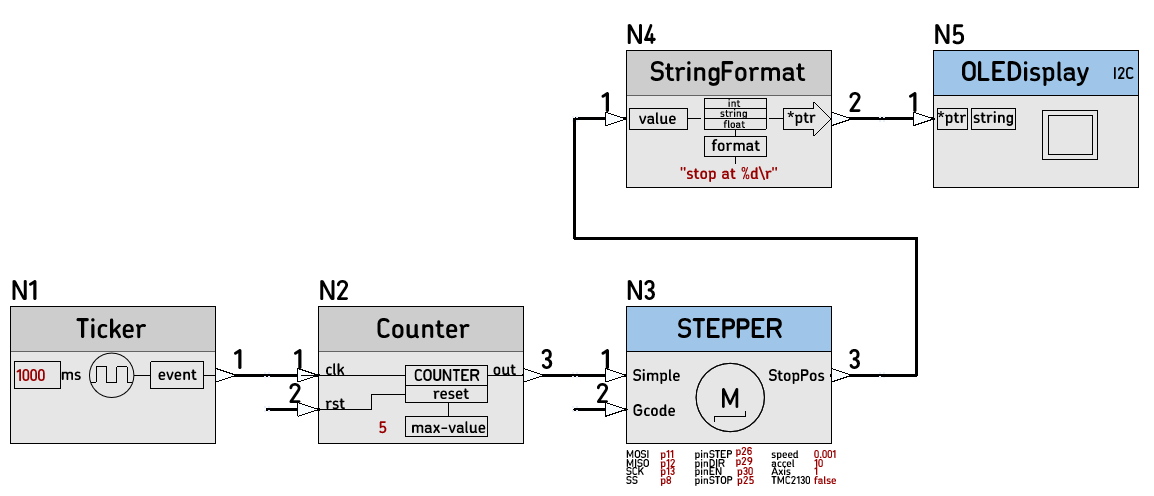 N4
N5
StringFormat
OLEDisplay I2C
1
2
1
value
int
string
float
*ptr
*ptr string
format
"stop at %d\r"
N1
N2
N3
Ticker
Counter
STEPPER
1000 ms
event
1
1
clk
COUNTER
out
3
1
Simple
StopPos
3
2
rst
reset
2
Gcode
M
5
max-value
MOSI p11 pinSTEP p26 speed 0.001
MISO p12 pinDIR p29 accel 10
SCK p13 pinEN p30 Axis 1
SS p8 pinSTOP p25 TMC2130 false